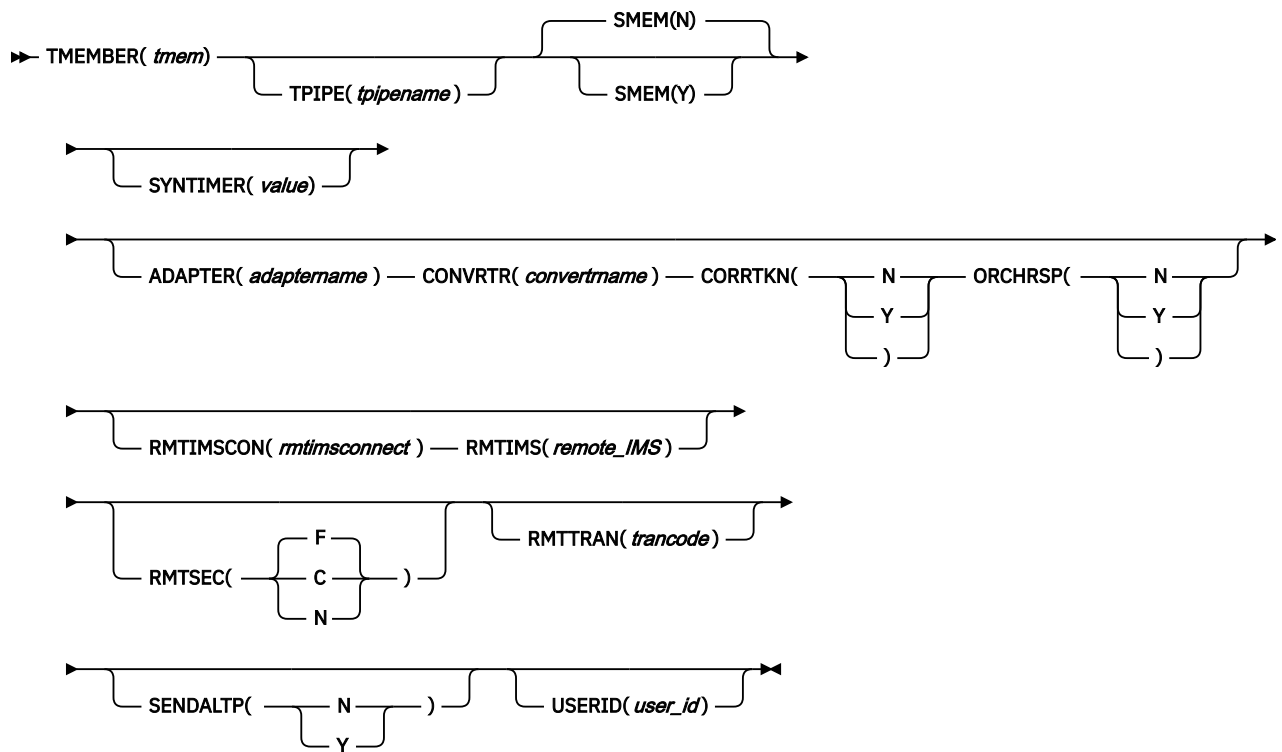 SMEM(N)
TMEMBER( tmem)
TPIPE( tpipename )
SMEM(Y)
SYNTIMER( value)
ADAPTER( adaptername ) CONVRTR( convertrname ) CORRTKN( N ORCHRSP( N
Y Y
) )
RMTIMSCON( rmtimsconnect ) RMTIMS( remote_IMS )
F RMTTRAN( trancode )
RMTSEC( C )
N
SENDALTP( N ) USERID( user_id )
Y